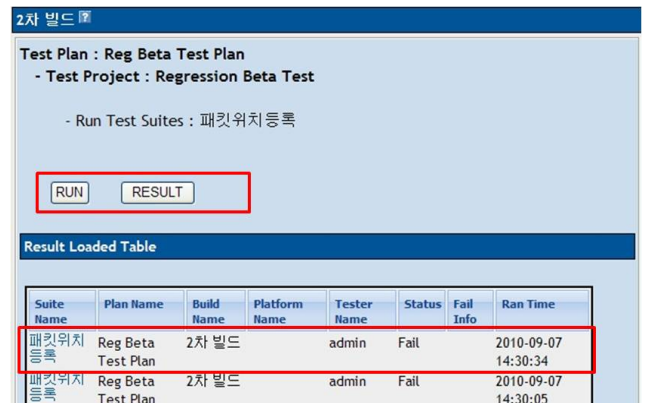 2차 빌드 ?
Test Plan : Reg Beta Test Plan
- Test Project : Regression Beta Test
- Run Test Suites : 패킷위치등록
RUN RESULT
Result Loaded Table
Suite Name Plan Name Build Name Platform Name Tester Name Status Fail Info Ran Time
패킷위치 Reg Beta 2차 빌드 admin Fail 2010-09-07
등록 Test Plan 14:30:34
패킷위치 Reg Beta 2차 빌드 admin Fail 2010-09-07
등록 Test Plan 14:30:05